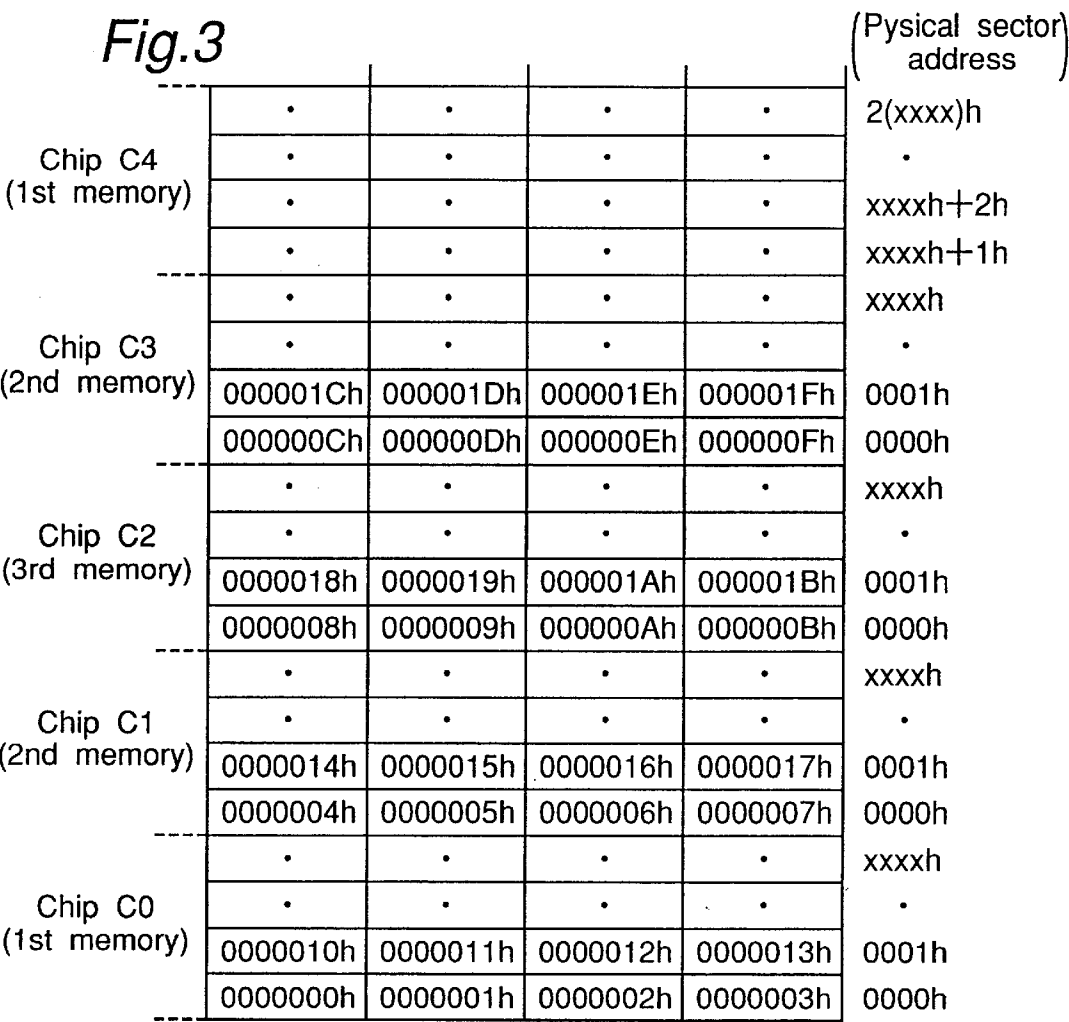 Fig.3
(Pysical sector address)
Chip C4
(1st memory)
• • • • 2(xxxx)h
• • • • •
• • • • xxxxh+2h
• • • • xxxxh+1h
Chip C3
(2nd memory)
• • • • xxxxh
• • • • •
000001Ch 000001Dh 000001Eh 000001Fh 0001h
000000Ch 000000Dh 000000Eh 000000Fh 0000h
Chip C2
(3rd memory)
• • • • xxxxh
• • • • •
0000018h 0000019h 000001Ah 000001Bh 0001h
0000008h 0000009h 000000Ah 000000Bh 0000h
Chip C1
(2nd memory)
• • • • xxxxh
• • • • •
0000014h 0000015h 0000016h 0000017h 0001h
0000004h 0000005h 0000006h 0000007h 0000h
Chip C0
(1st memory)
• • • • xxxxh
• • • • •
0000010h 0000011h 0000012h 0000013h 0001h
0000000h 0000001h 0000002h 0000003h 0000h